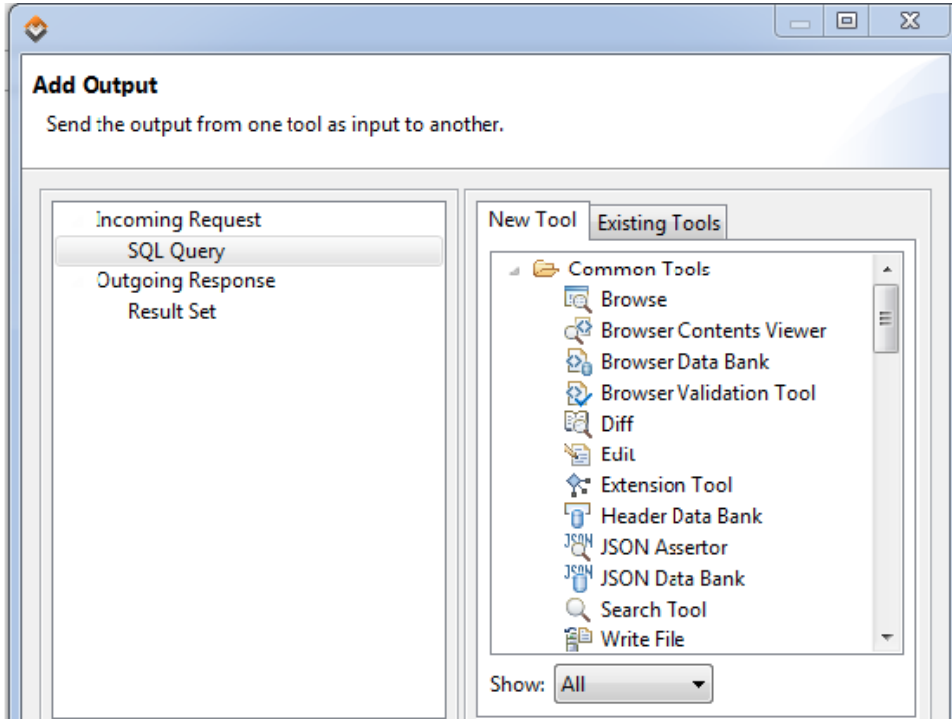 Add Output
Send the output from one tool as input to another.
Incoming Request
SQL Query
Outgoing Response
Result Set
New Tool
Existing Tools
Common Tools
Browse
Browser Contents Viewer
Browser Data Bank
Browser Validation Tool
Diff
Edit
Extension Tool
Header Data Bank
JSON Assertor
JSON Data Bank
Search Tool
Write File
Show: All